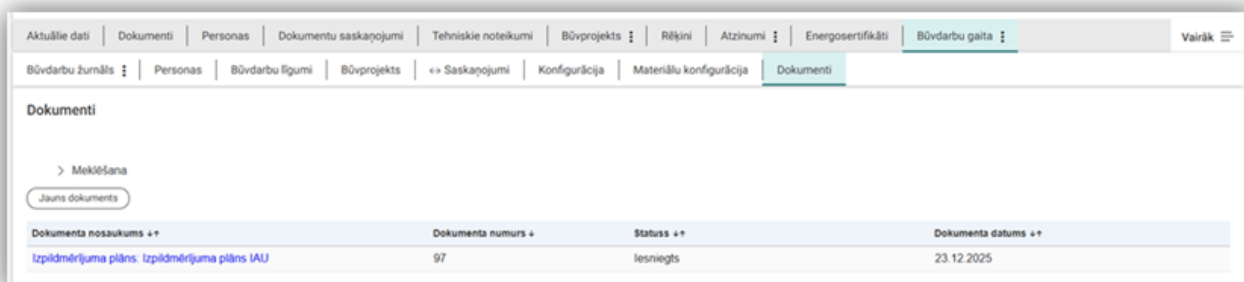 Aktuālie dati Dokumenti Personas Dokumentu saskaņojumi Tehniskie noteikumi Būvprojekts Rēķini Atzinumi Energosertifikāti Būvdarbu gaita Vairāk
Būvdarbu žurnāls Personas Būvdarbu līgumi Būvprojekts ↔ Saskaņojumi Konfigurācija Materiālu konfigurācija Dokumenti
Dokumenti
> Meklēšana
Jauns dokuments
Dokumenta nosaukums ↓↑ Dokumenta numurs ↓ Statuss ↓↑ Dokumenta datums ↓↑
Izpildmērījuma plāns: Izpildmērījuma plāns IAU 97 Iesniegts 23.12.2025